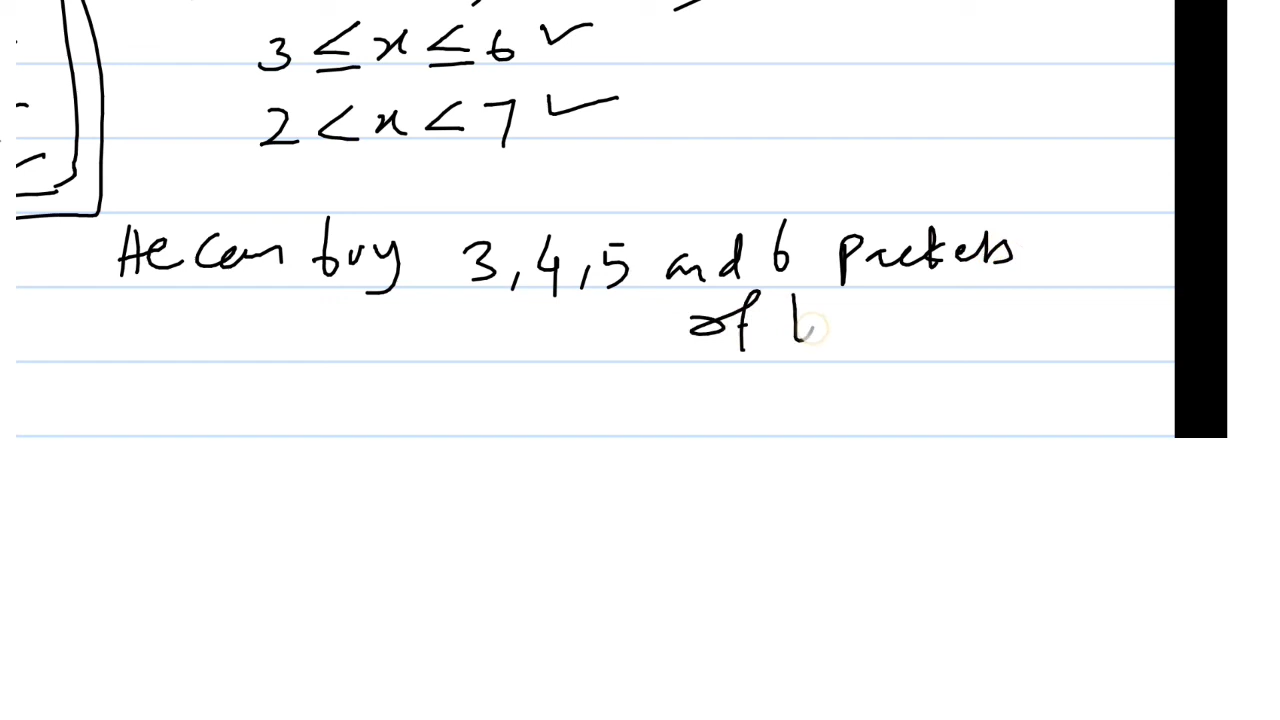 3 ≤ x ≤ 6 ✓
2 < x < 7 ✓
He can buy 3, 4, 5 and 6 packets
of b